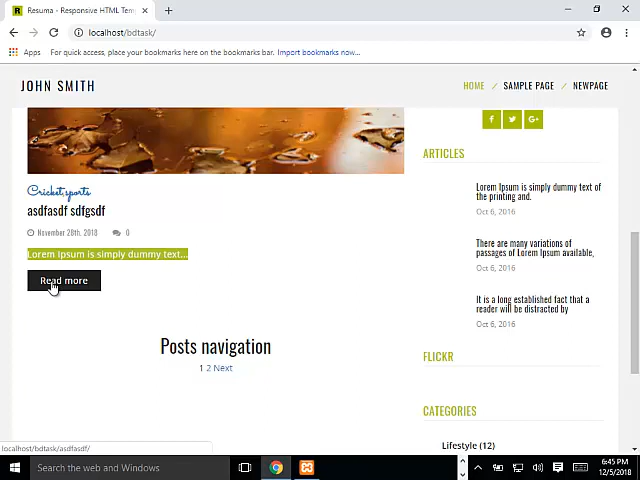 Resuma - Responsive HTML Tem
localhost/bdtask/
Apps For quick access, place your bookmarks here on the bookmarks bar. Import bookmarks now...
JOHN SMITH
HOME / SAMPLE PAGE / NEWPAGE
Cricket,sports
asdfasdf sdfgsdf
November 28th, 2018 0
Lorem Ipsum is simply dummy text...
Read more
Posts navigation
1 2 Next
f G+
ARTICLES
Lorem Ipsum is simply dummy text of
the printing and.
Oct 6, 2016
There are many variations of
passages of Lorem Ipsum available,
Oct 6, 2016
It is a long established fact that a
reader will be distracted by
Oct 6, 2016
FLICKR
CATEGORIES
Lifestyle (12)
localhost/bdtask/asdfasdf/
Search the web and Windows
6:45 PM
12/5/2018